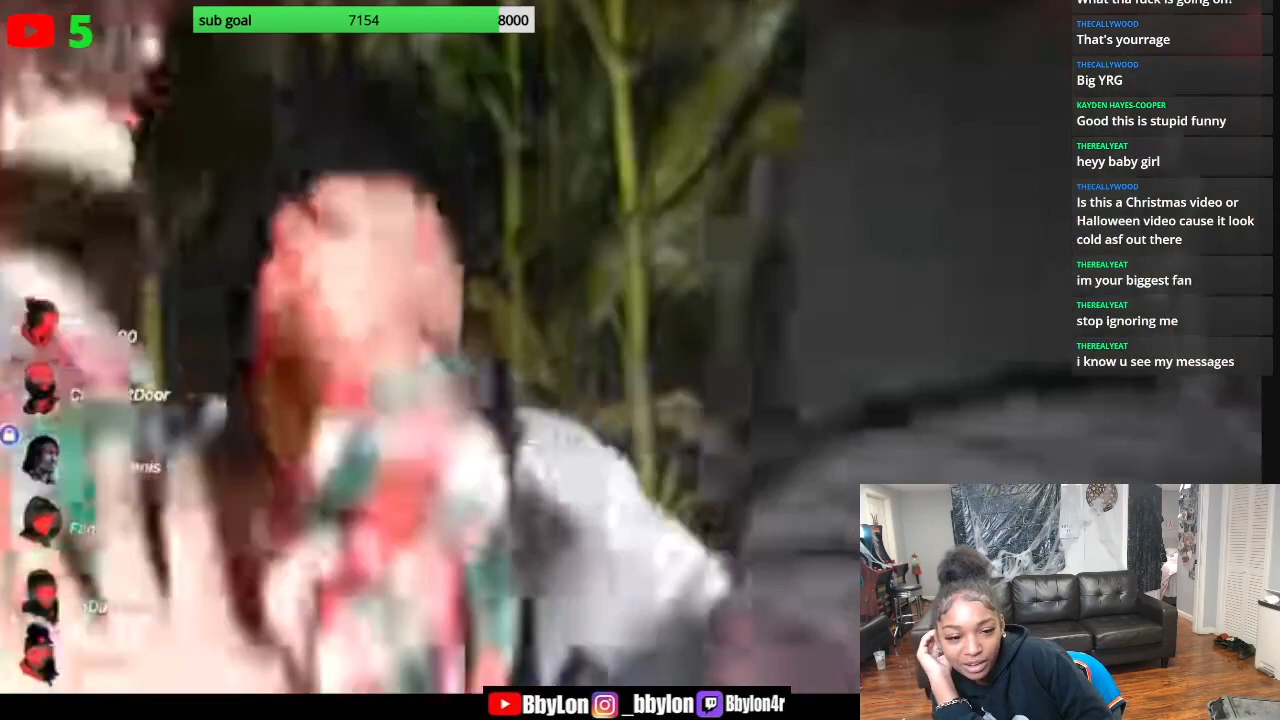 5
sub goal 7154 8000
What tha fuck is going on?
THECALLYWOOD
That's yourrage
THECALLYWOOD
Big YRG
KAYDEN HAYES-COOPER
Good this is stupid funny
THEREALYEAT
heyy baby girl
THECALLYWOOD
Is this a Christmas video or
Halloween video cause it look
cold asf out there
THEREALYEAT
im your biggest fan
THEREALYEAT
stop ignoring me
THEREALYEAT
i know u see my messages
BbyLon _bbylon Bbylon4r